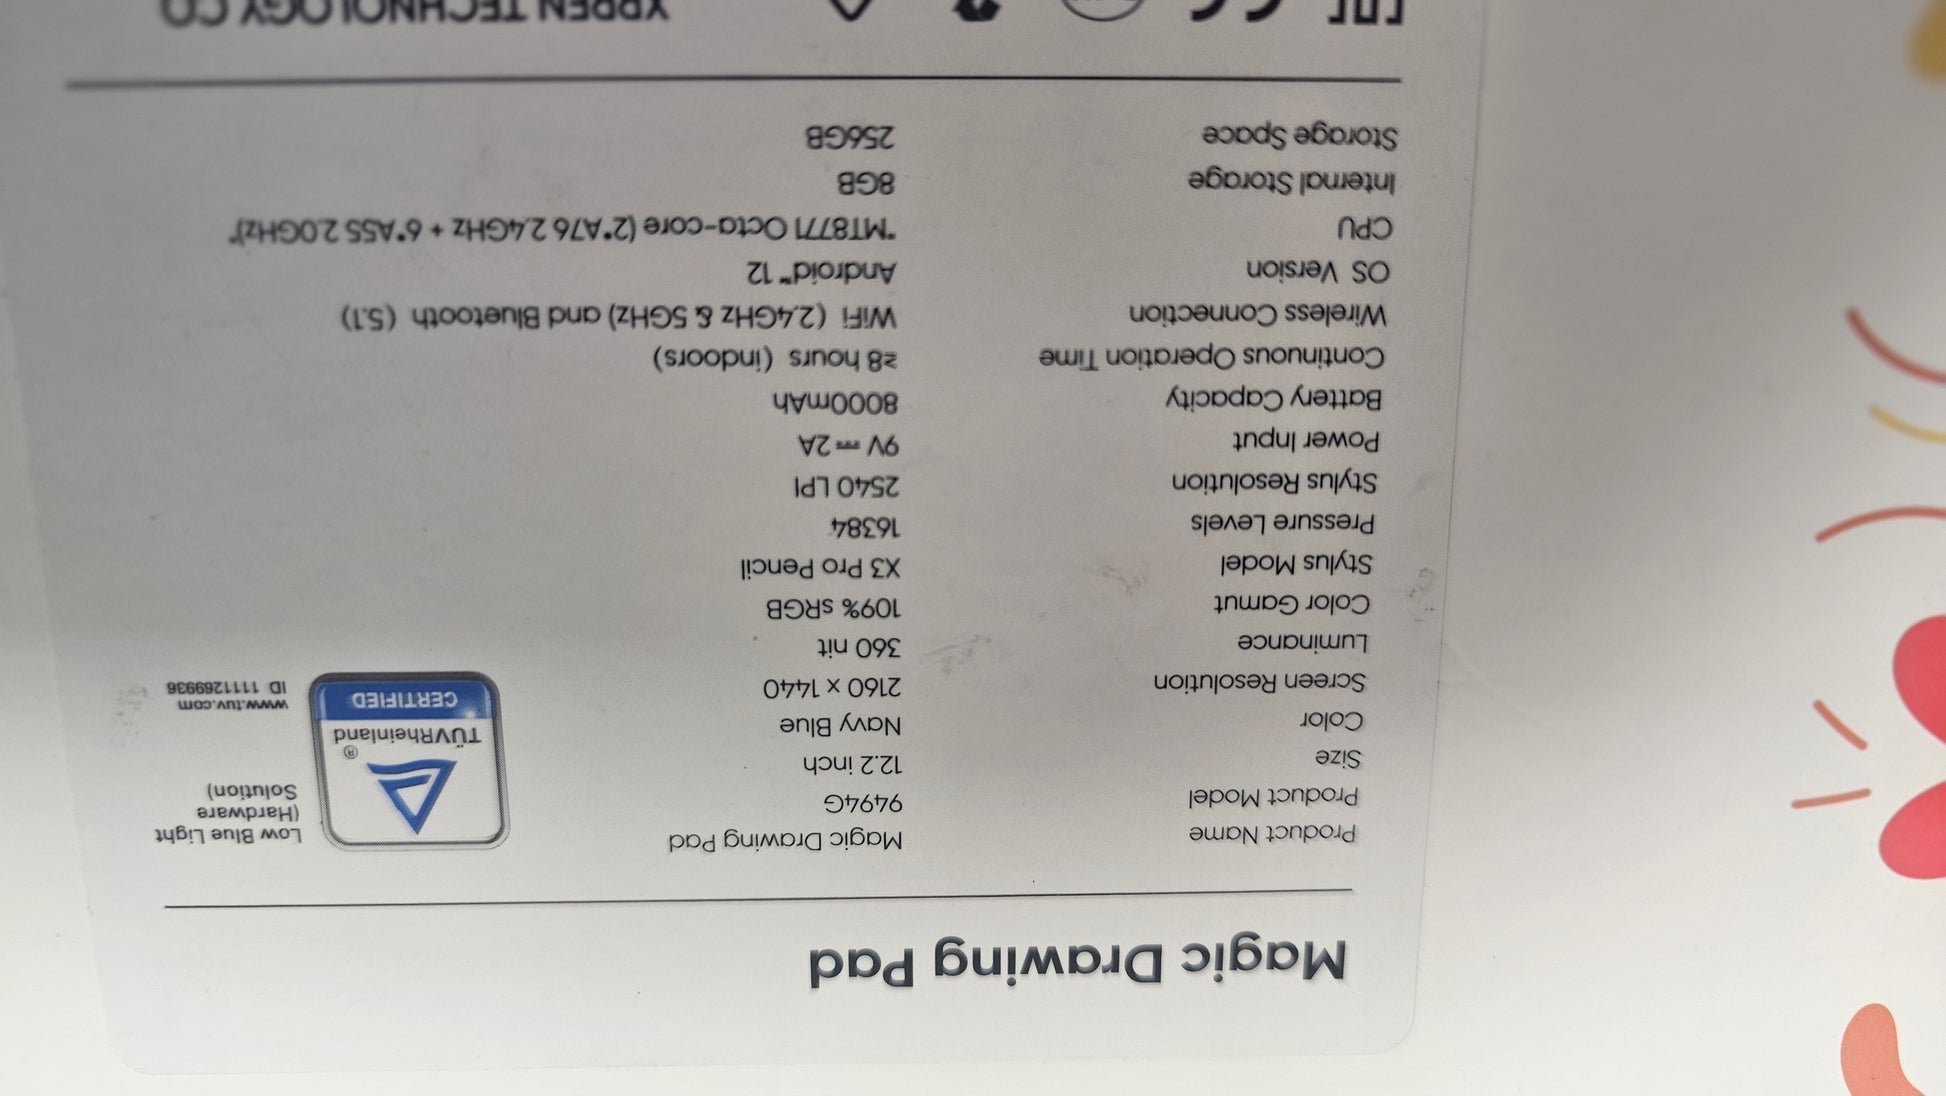 Magic Drawing Pad
Product Name Magic Drawing Pad
Product Model 9494G
Size 12.2 inch
Color Navy Blue
Screen Resolution 2160 x 1440
Luminance 360 nit
Color Gamut 109% sRGB
Stylus Model X3 Pro Pencil
Pressure Levels 16384
Stylus Resolution 2540 LPI
Power Input 9V ⎓ 2A
Battery Capacity 8000mAh
Continuous Operation Time ≥8 hours (indoors)
Wireless Connection WiFi (2.4GHz & 5GHz) and Bluetooth (5.1)
OS Version Android™ 12
CPU "MT8771 Octa-core (2*A76 2.4GHz + 6*A55 2.0GHz)"
Internal Storage 8GB
Storage Space 256GB
TÜVRheinland®
CERTIFIED
Low Blue Light
(Hardware
Solution)
www.tuv.com
ID 1111269936
EAC CE XPPEN TECHNOLOGY CO